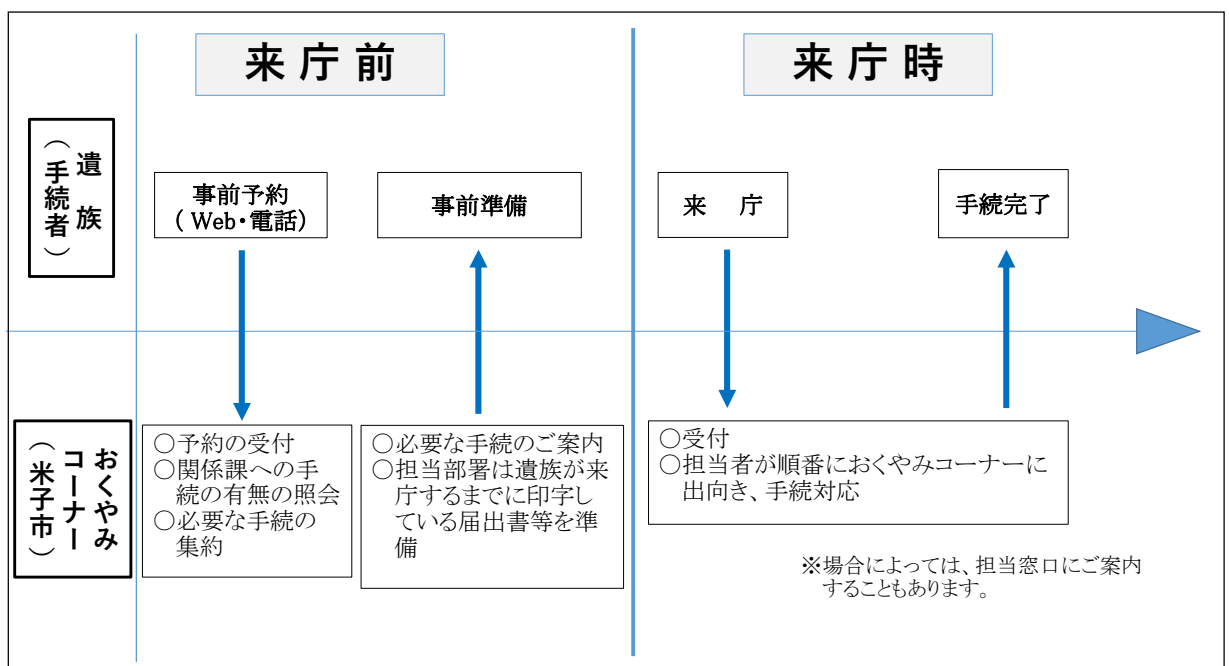 来庁前
来庁時
遺族
（手続者）
事前予約
（Web・電話）
事前準備
来 庁
手続完了
おくやみ
コーナー
（米子市）
○予約の受付
○関係課への手
続の有無の照会
○必要な手続の
集約
○必要な手続のご案内
○担当部署は遺族が来
庁するまでに印字し
ている届出書等を準
備
○受付
○担当者が順番におくやみコーナーに
出向き、手続対応
※場合によっては、担当窓口にご案内
することもあります。